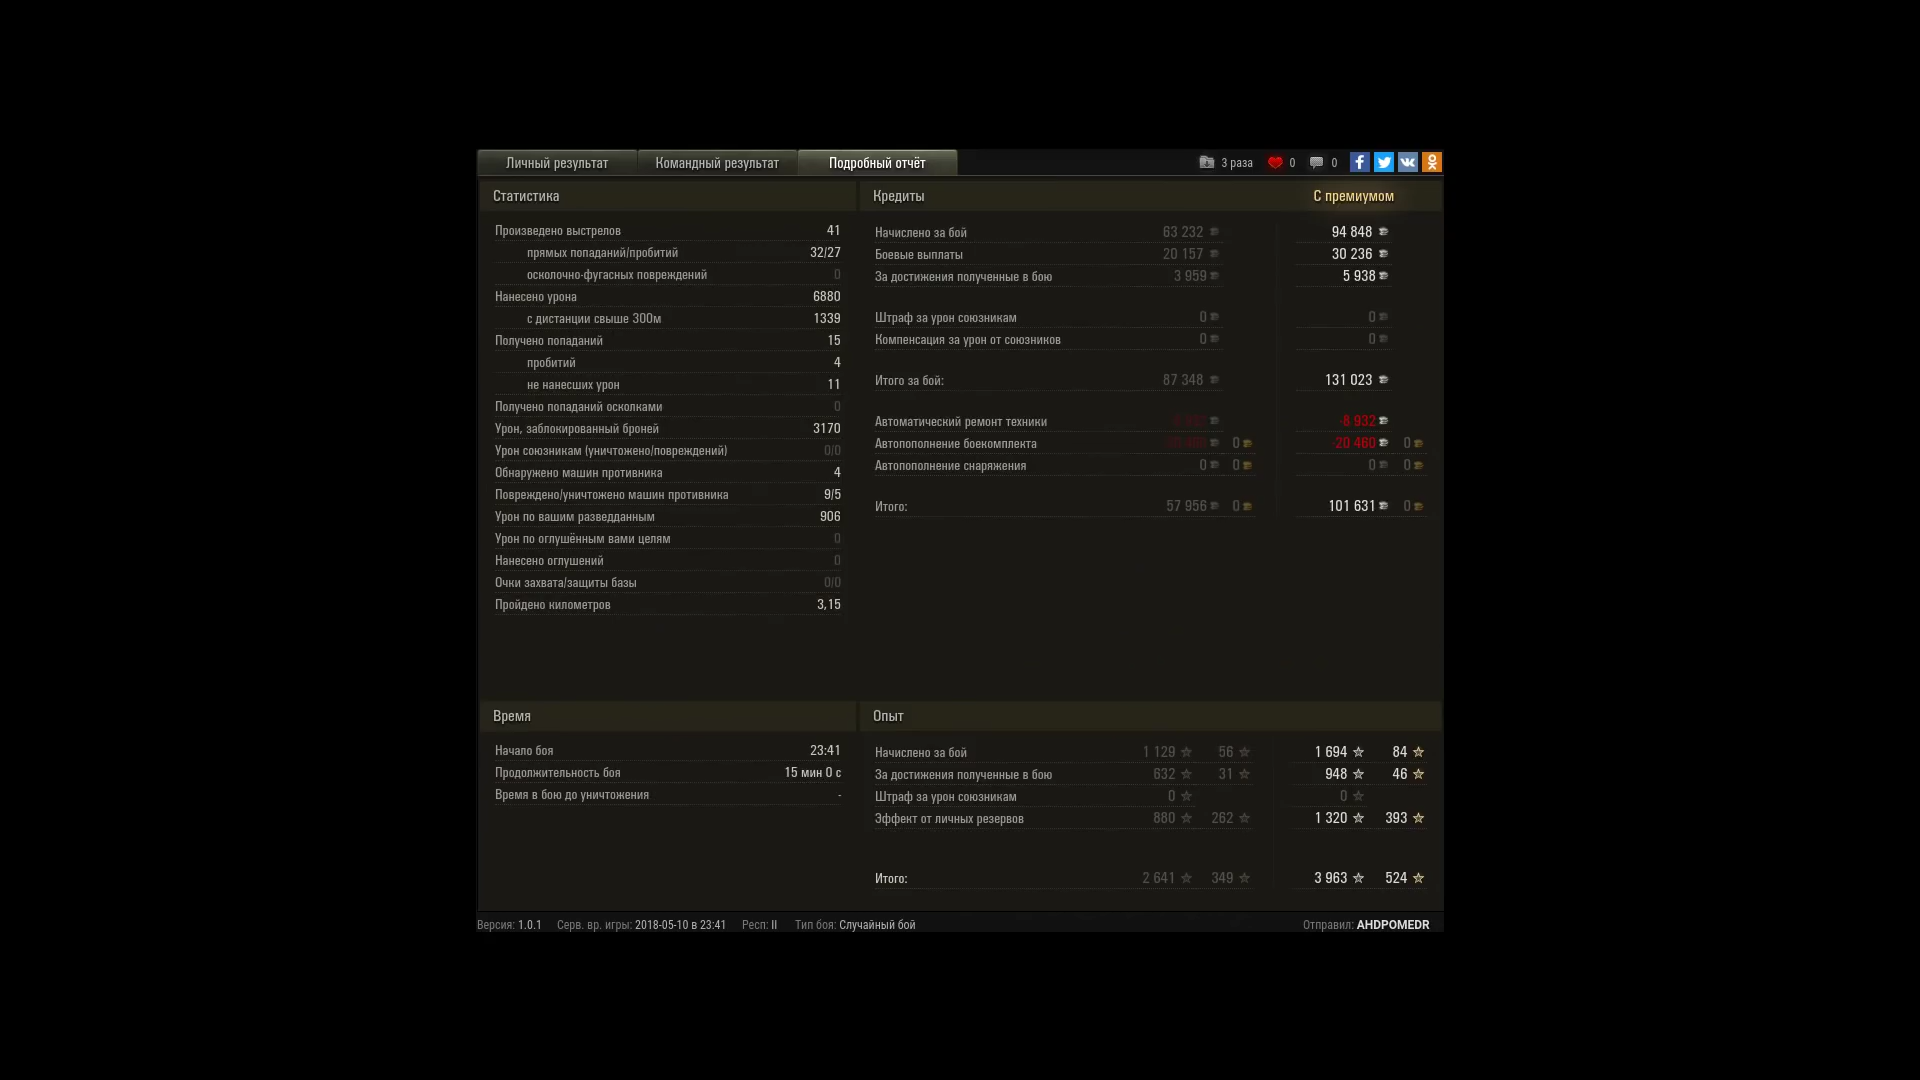 Личный результат Командный результат Подробный отчёт 3 раза 0 0
Статистика
Произведено выстрелов 41
прямых попаданий/пробитий 32/27
осколочно-фугасных повреждений 0
Нанесено урона 6880
с дистанции свыше 300м 1339
Получено попаданий 15
пробитий 4
не нанесших урон 11
Получено попаданий осколками 0
Урон, заблокированный броней 3170
Урон союзникам (уничтожено/повреждений) 0/0
Обнаружено машин противника 4
Повреждено/уничтожено машин противника 9/5
Урон по вашим разведданным 906
Урон по оглушённым вами целям 0
Нанесено оглушений 0
Очки захвата/защиты базы 0/0
Пройдено километров 3,15
Кредиты С премиумом
Начислено за бой 63 232 94 848
Боевые выплаты 20 157 30 236
За достижения полученные в бою 3 959 5 938
Штраф за урон союзникам 0 0
Компенсация за урон от союзников 0 0
Итого за бой: 87 348 131 023
Автоматический ремонт техники -8 932
Автопополнение боекомплекта 0 -20 460 0
Автопополнение снаряжения 0 0 0 0
Итого: 57 956 0 101 631 0
Время
Начало боя 23:41
Продолжительность боя 15 мин 0 с
Время в бою до уничтожения -
Опыт
Начислено за бой 1 129 56 1 694 84
За достижения полученные в бою 632 31 948 46
Штраф за урон союзникам 0 0
Эффект от личных резервов 880 262 1 320 393
Итого: 2 641 349 3 963 524
Версия: 1.0.1 Серв. вр. игры: 2018-05-10 в 23:41 Респ: II Тип боя: Случайный бой Отправил: AHDPOMEDR